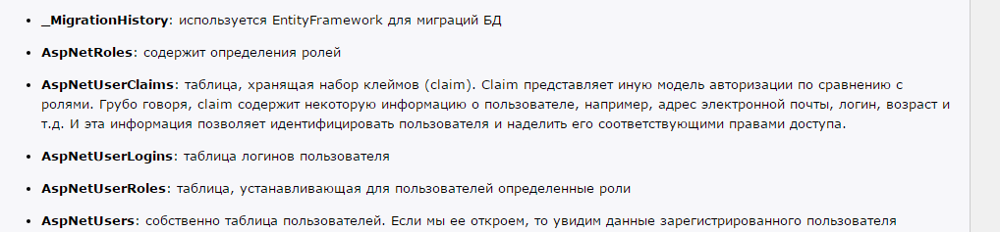 • _MigrationHistory: используется EntityFramework для миграций БД
• AspNetRoles: содержит определения ролей
• AspNetUserClaims: таблица, хранящая набор клеймов (claim). Claim представляет иную модель авторизации по сравнению с
ролями. Грубо говоря, claim содержит некоторую информацию о пользователе, например, адрес электронной почты, логин, возраст и
т.д. И эта информация позволяет идентифицировать пользователя и наделить его соответствующими правами доступа.
• AspNetUserLogins: таблица логинов пользователя
• AspNetUserRoles: таблица, устанавливающая для пользователей определенные роли
• AspNetUsers: собственно таблица пользователей. Если мы ее откроем, то увидим данные зарегистрированного пользователя